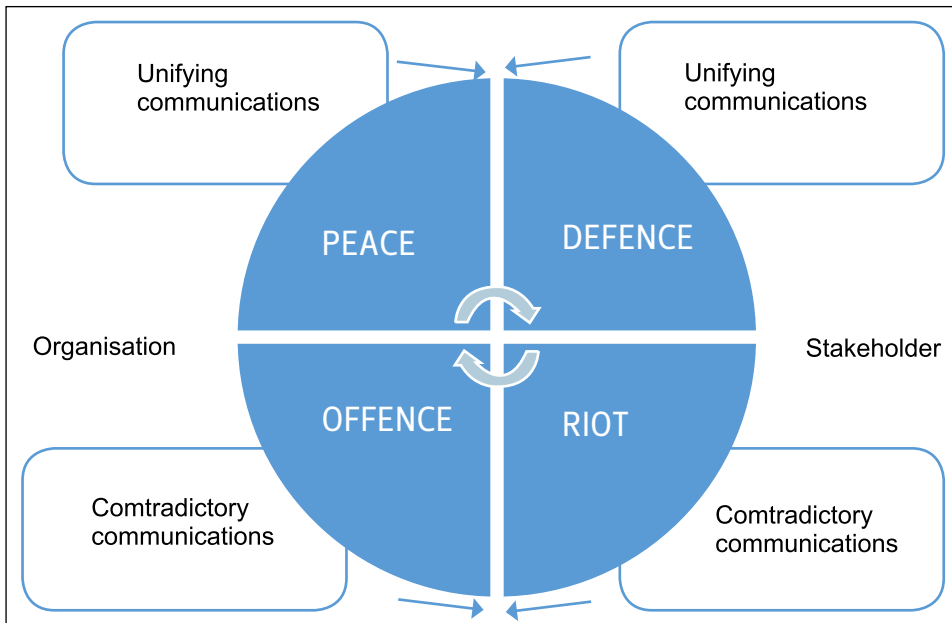 Unifying
communications
Unifying
communications
PEACE
DEFENCE
Organisation
Stakeholder
OFFENCE
RIOT
Comtradictory
communications
Comtradictory
communications